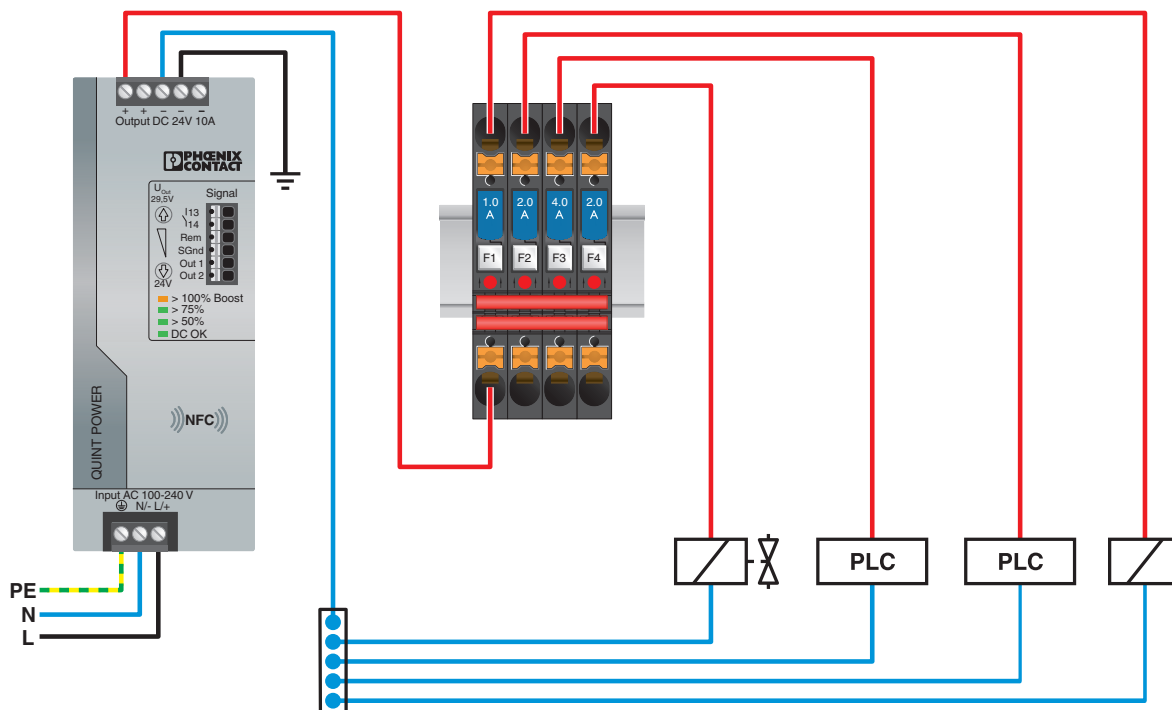 + + − − −
Output DC 24V 10A
PHŒNIX
CONTACT
UOut
29,5V
Signal
13
14
Rem
SGnd
Out 1
Out 2
24V
> 100% Boost
> 75%
> 50%
DC OK
QUINT POWER
NFC
Input AC 100-240 V
N/- L/+
PE
N
L
1.0
A
2.0
A
4.0
A
2.0
A
F1
F2
F3
F4
PLC
PLC